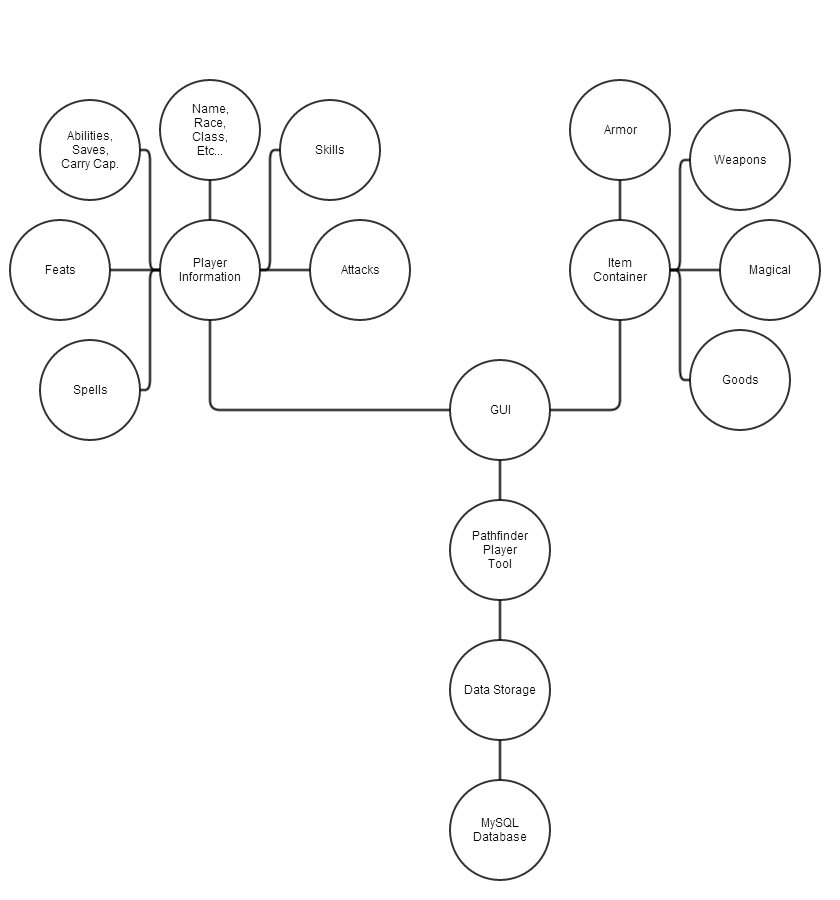 Name,
Race,
Class,
Etc...
Abilities,
Saves,
Carry Cap.
Skills
Feats
Player
Information
Attacks
Spells
Armor
Weapons
Item
Container
Magical
Goods
GUI
Pathfinder
Player
Tool
Data Storage
MySQL
Database